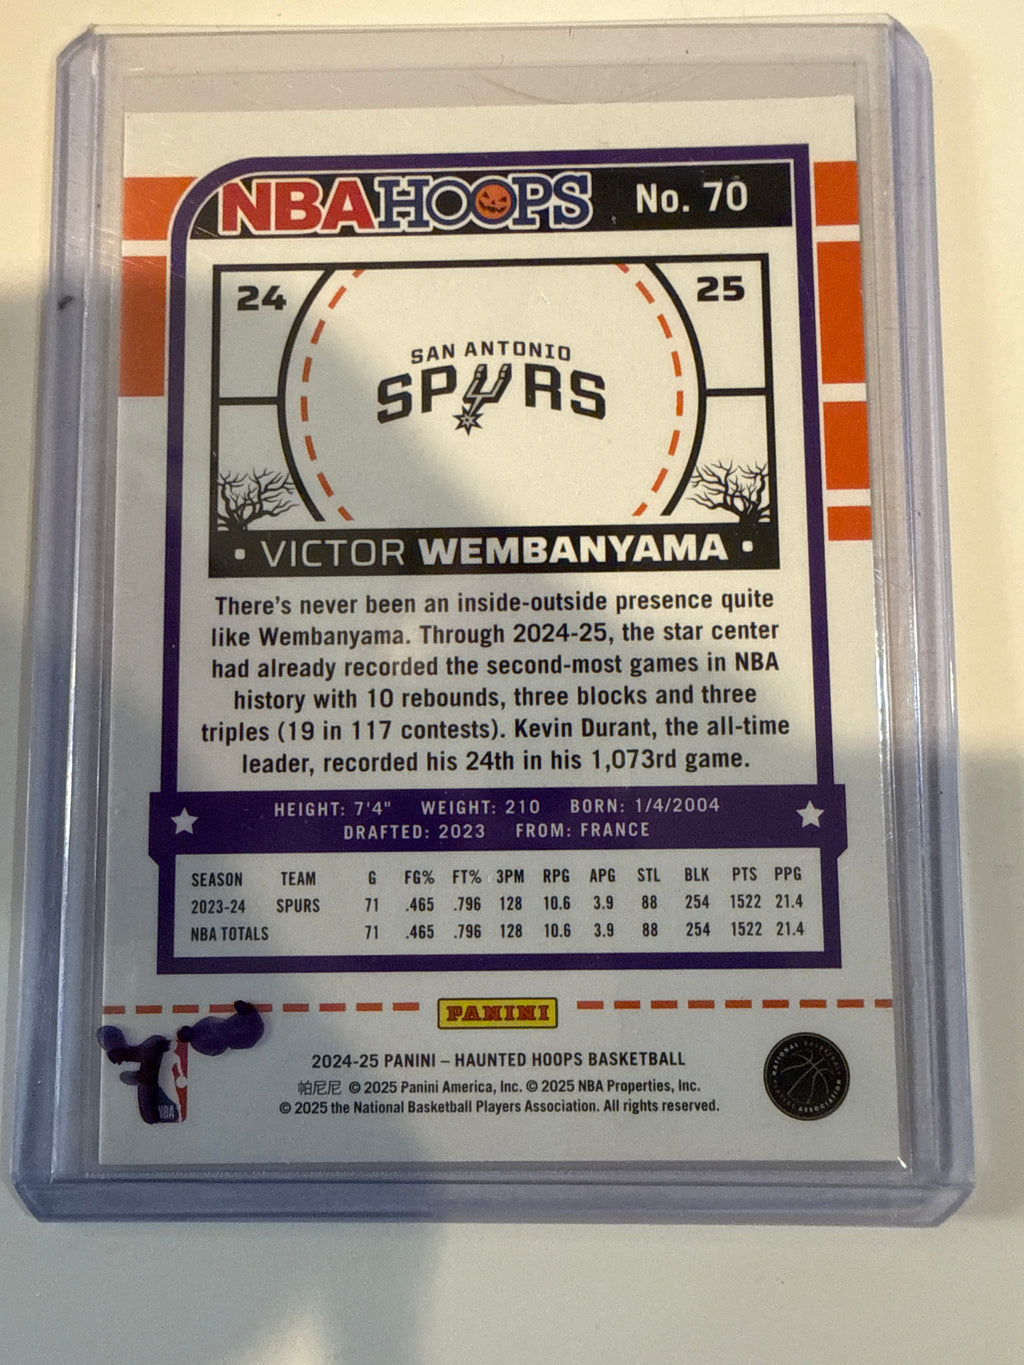 NBA HOOPS No. 70
24 25
SAN ANTONIO
SPURS
• VICTOR WEMBANYAMA •
There's never been an inside-outside presence quite
like Wembanyama. Through 2024-25, the star center
had already recorded the second-most games in NBA
history with 10 rebounds, three blocks and three
triples (19 in 117 contests). Kevin Durant, the all-time
leader, recorded his 24th in his 1,073rd game.
HEIGHT: 7'4" WEIGHT: 210 BORN: 1/4/2004
DRAFTED: 2023 FROM: FRANCE
SEASON TEAM G FG% FT% 3PM RPG APG STL BLK PTS PPG
2023-24 SPURS 71 .465 .796 128 10.6 3.9 88 254 1522 21.4
NBA TOTALS 71 .465 .796 128 10.6 3.9 88 254 1522 21.4
PANINI
2024-25 PANINI – HAUNTED HOOPS BASKETBALL
帕尼尼 © 2025 Panini America, Inc. © 2025 NBA Properties, Inc.
© 2025 the National Basketball Players Association. All rights reserved.
NBA
NATIONAL BASKETBALL PLAYERS ASSOCIATION